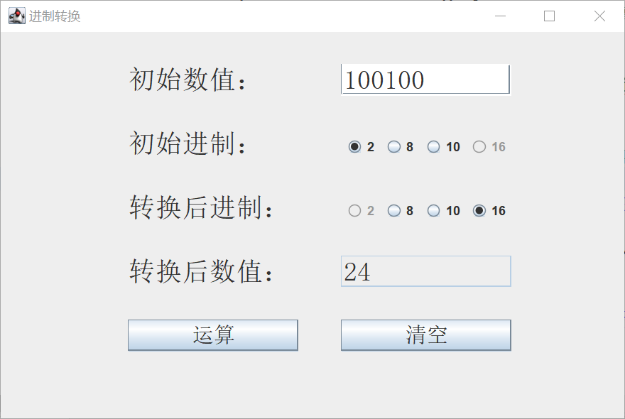 进制转换
初始数值： 100100
初始进制： 2 8 10 16
转换后进制： 2 8 10 16
转换后数值： 24
运算 清空